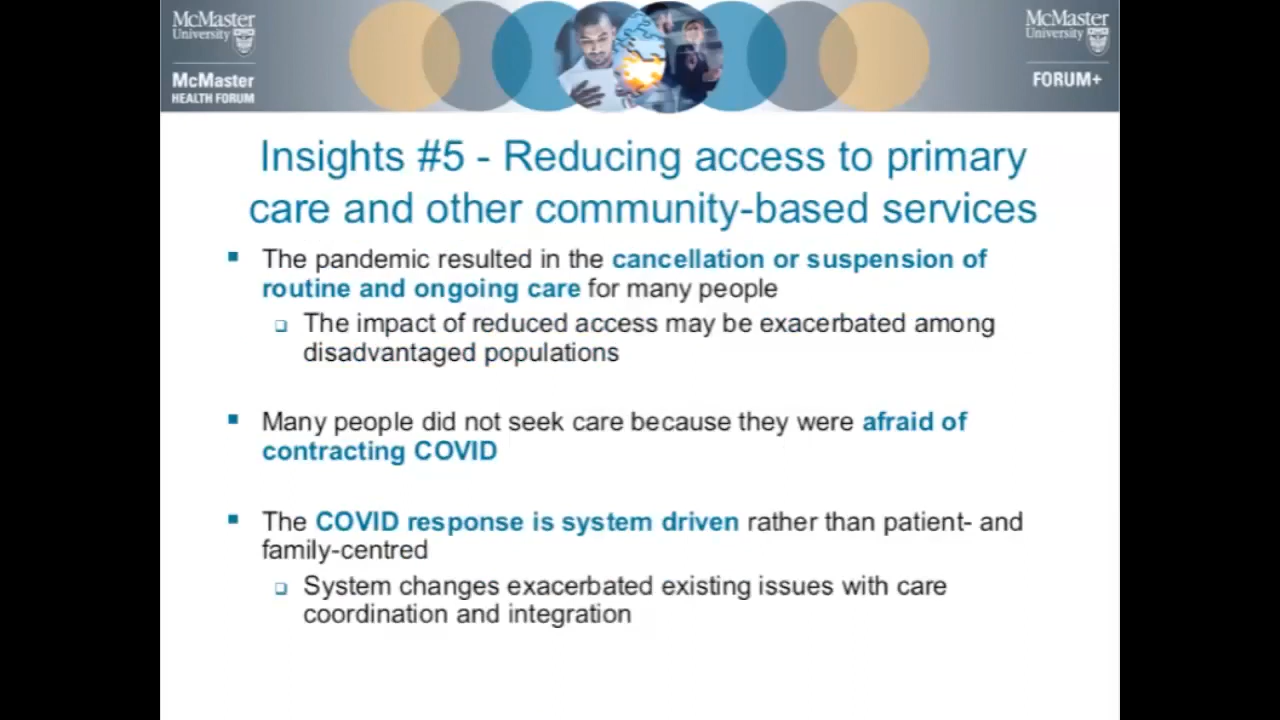 McMaster
University
McMaster
HEALTH FORUM
McMaster
University
FORUM+
Insights #5 - Reducing access to primary
care and other community-based services
The pandemic resulted in the cancellation or suspension of
routine and ongoing care for many people
The impact of reduced access may be exacerbated among
disadvantaged populations
Many people did not seek care because they were afraid of
contracting COVID
The COVID response is system driven rather than patient- and
family-centred
System changes exacerbated existing issues with care
coordination and integration